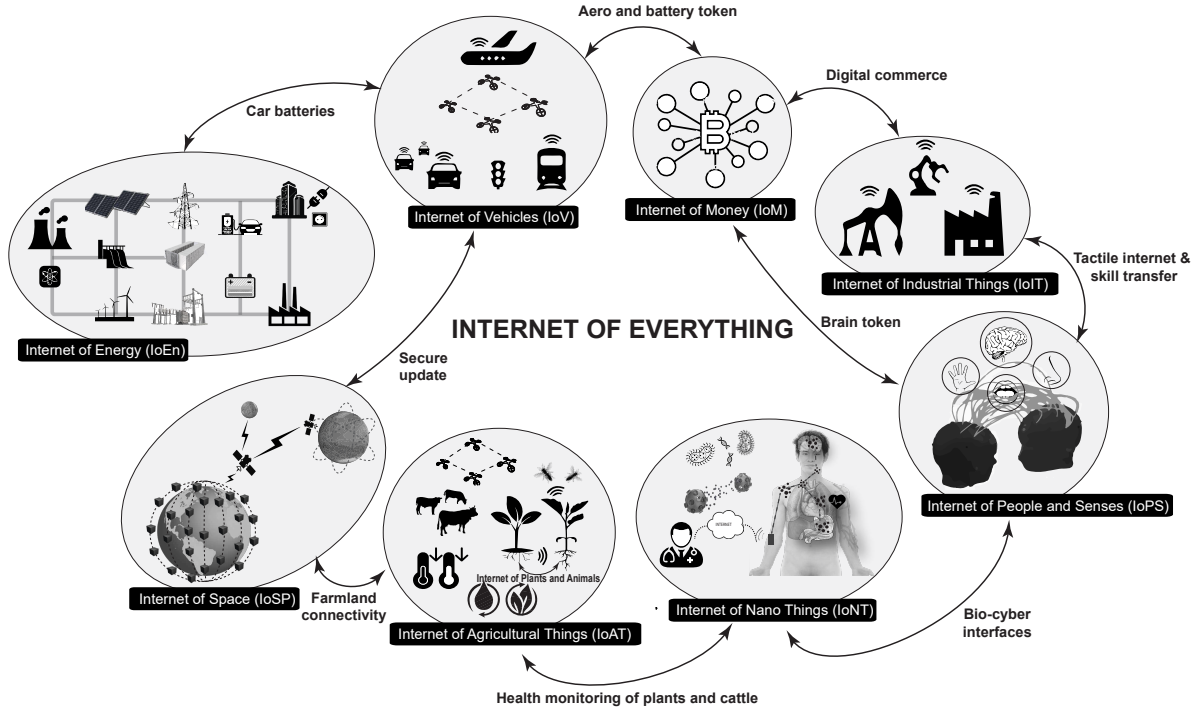 Aero and battery token
Digital commerce
Car batteries
Internet of Vehicles (IoV)
Internet of Money (IoM)
Tactile internet &
skill transfer
Internet of Industrial Things (IoIT)
INTERNET OF EVERYTHING
Brain token
Internet of Energy (IoEn)
Secure
update
Internet of People and Senses (IoPS)
INTERNET
Internet of Plants and Animals
Internet of Space (IoSP)
Farmland
connectivity
Internet of Agricultural Things (IoAT)
Internet of Nano Things (IoNT)
Bio-cyber
interfaces
Health monitoring of plants and cattle